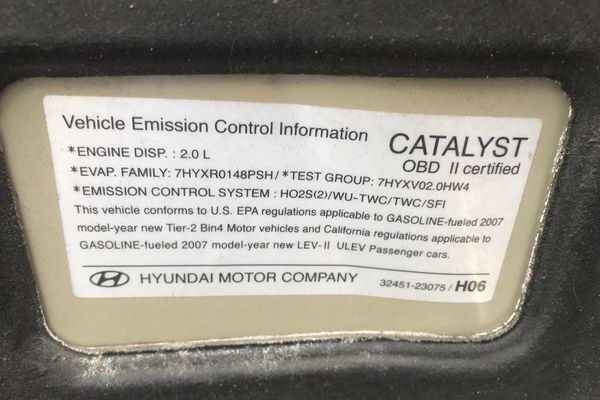 Vehicle Emission Control Information
CATALYST
OBD II certified
*ENGINE DISP. : 2.0 L
*EVAP. FAMILY: 7HYXR0148PSH/*TEST GROUP: 7HYXV02.0HW4
*EMISSION CONTROL SYSTEM : HO2S(2)/WU-TWC/TWC/SFI
This vehicle conforms to U.S. EPA regulations applicable to GASOLINE-fueled 2007
model-year new Tier-2 Bin4 Motor vehicles and California regulations applicable to
GASOLINE-fueled 2007 model-year new LEV-II ULEV Passenger cars.
HYUNDAI MOTOR COMPANY
32451-23075 / H06